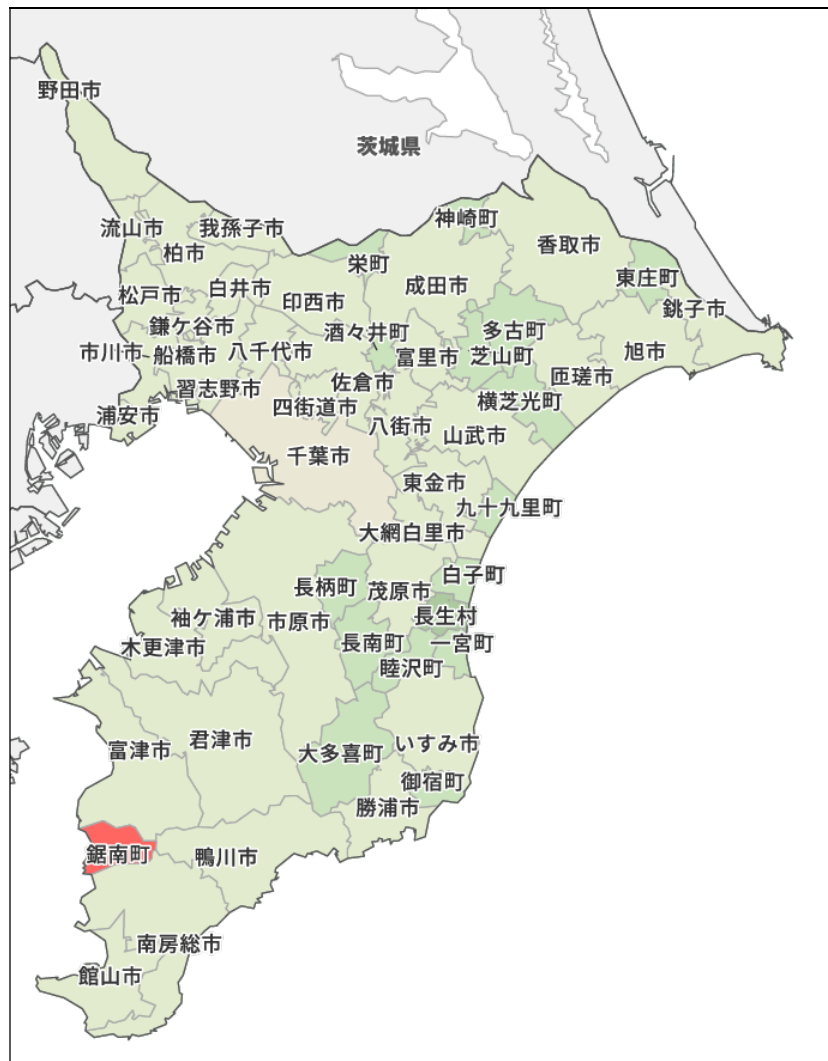 野田市
茨城県
流山市
我孫子市
柏市
神崎町
香取市
栄町
成田市
東庄町
松戸市
白井市
印西市
銚子市
鎌ケ谷市
酒々井町
多古町
市川市
船橋市
八千代市
富里市
芝山町
旭市
匝瑳市
習志野市
佐倉市
横芝光町
浦安市
四街道市
八街市
山武市
千葉市
東金市
九十九里町
大網白里市
白子町
長柄町
茂原市
長生村
袖ケ浦市
市原市
木更津市
長南町
一宮町
睦沢町
富津市
君津市
大多喜町
いすみ市
御宿町
勝浦市
鋸南町
鴨川市
南房総市
館山市